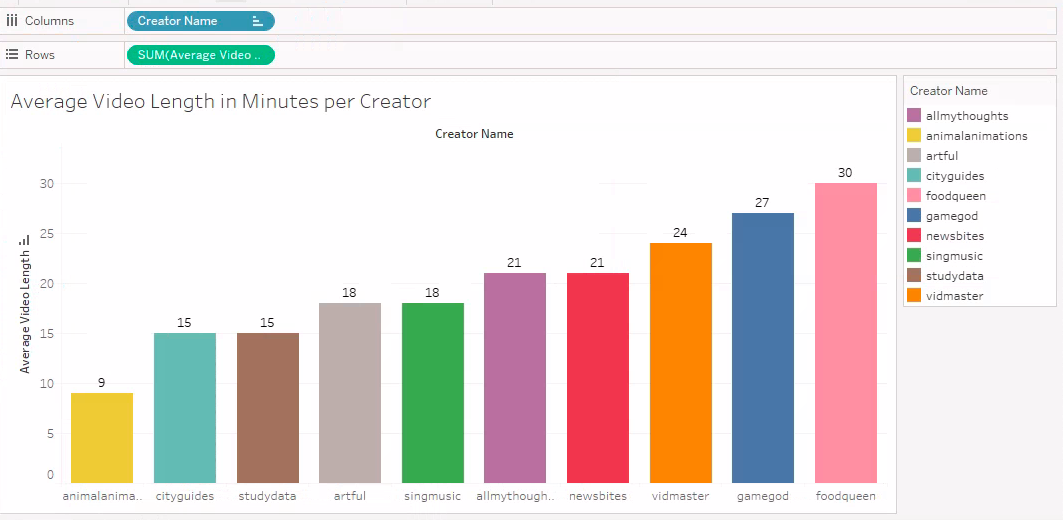 Columns
Creator Name
Rows
SUM(Average Video ..
Average Video Length in Minutes per Creator
Creator Name
Average Video Length
30
25
20
15
10
5
0
9
15
15
18
18
21
21
24
27
30
animalanima..
cityguides
studydata
artful
singmusic
allmythough..
newsbites
vidmaster
gamegod
foodqueen
Creator Name
allmythoughts
animalanimations
artful
cityguides
foodqueen
gamegod
newsbites
singmusic
studydata
vidmaster